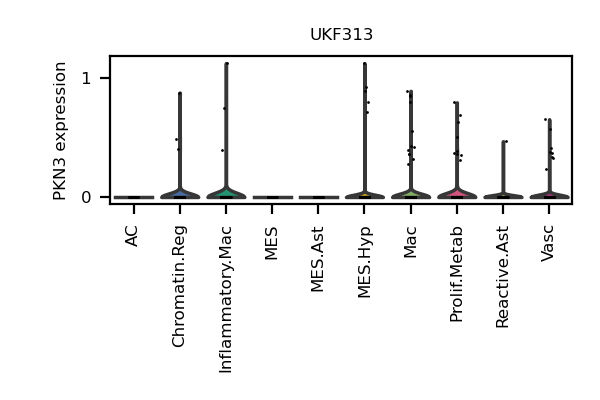 UKF313
PKN3 expression
1
0
AC
Chromatin.Reg
Inflammatory.Mac
MES
MES.Ast
MES.Hyp
Mac
Prolif.Metab
Reactive.Ast
Vasc